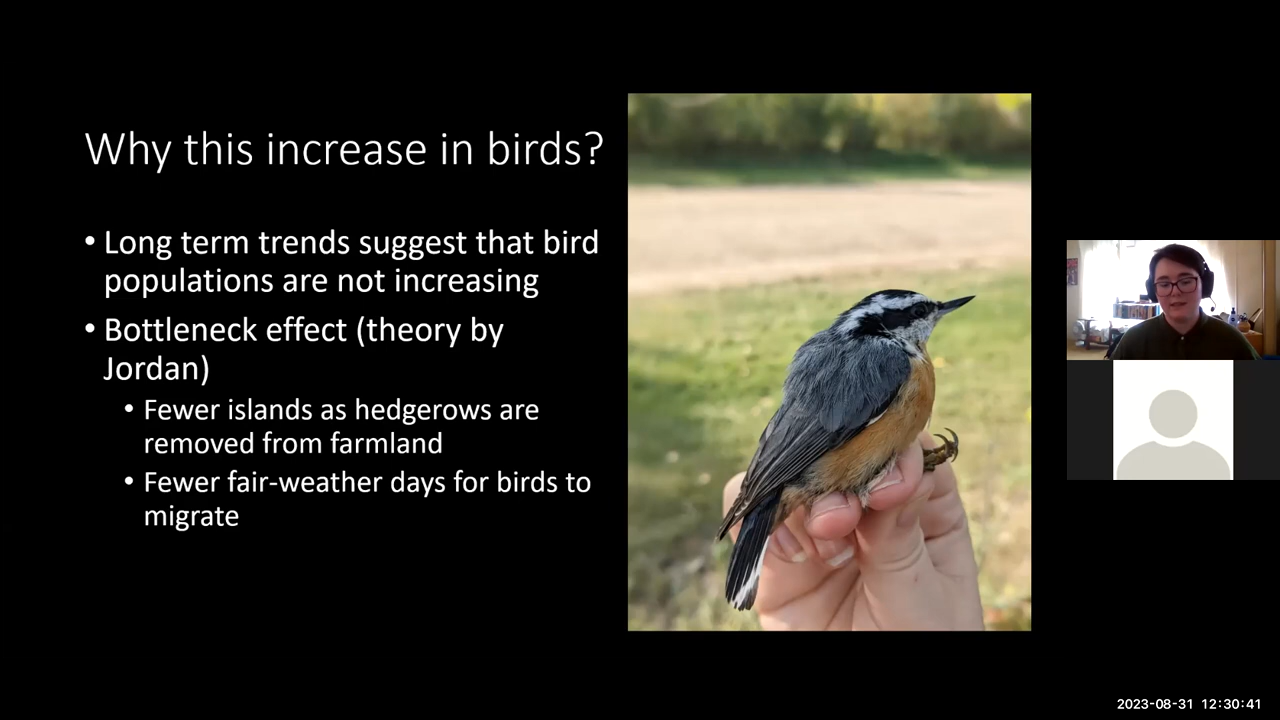 Why this increase in birds?
• Long term trends suggest that bird
populations are not increasing
• Bottleneck effect (theory by
Jordan)
• Fewer islands as hedgerows are
removed from farmland
• Fewer fair-weather days for birds to
migrate
2023-08-31 12:30:41